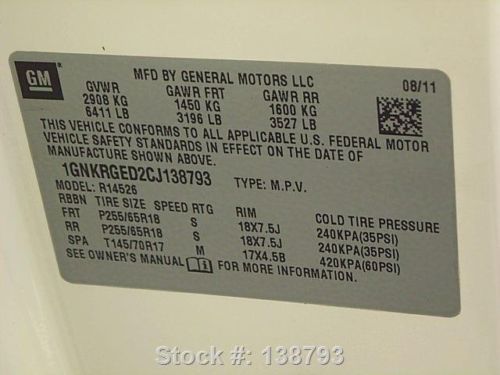 GM
MFD BY GENERAL MOTORS LLC
08/11
GVWR GAWR FRT GAWR RR
2908 KG 1450 KG 1600 KG
6411 LB 3196 LB 3527 LB
THIS VEHICLE CONFORMS TO ALL APPLICABLE U.S. FEDERAL MOTOR
VEHICLE SAFETY STANDARDS IN EFFECT ON THE DATE OF
MANUFACTURE SHOWN ABOVE.
1GNKRGED2CJ138793 TYPE: M.P.V.
MODEL: R14526
RBBN TIRE SIZE SPEED RTG RIM COLD TIRE PRESSURE
FRT P255/65R18 S 18X7.5J 240KPA(35PSI)
RR P255/65R18 S 18X7.5J 240KPA(35PSI)
SPA T145/70R17 M 17X4.5B 420KPA(60PSI)
SEE OWNER'S MANUAL FOR MORE INFORMATION.
Stock #: 138793